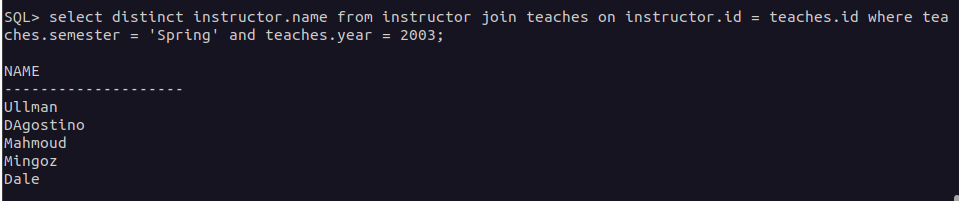 SQL> select distinct instructor.name from instructor join teaches on instructor.id = teaches.id where tea
ches.semester = 'Spring' and teaches.year = 2003;
NAME
--------------------
Ullman
DAgostino
Mahmoud
Mingoz
Dale